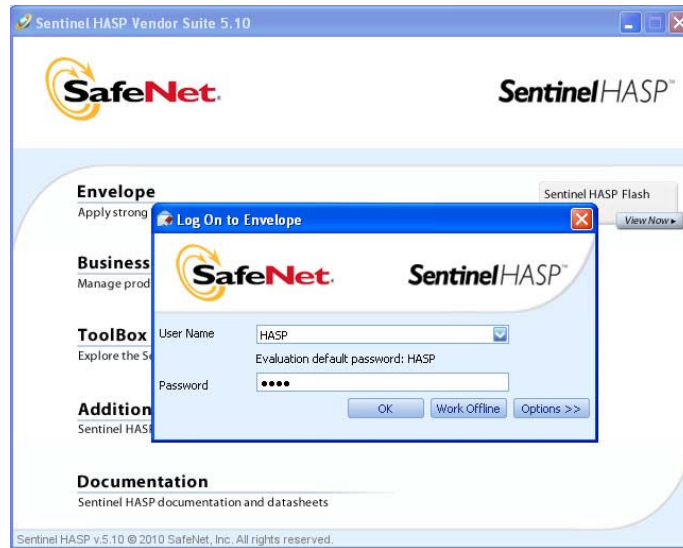 Sentinel HASP Vendor Suite 5.10
SafeNet.
SentinelHASP™
Envelope
Apply strong
Sentinel HASP Flash
View Now
Log On to Envelope
SafeNet.
SentinelHASP™
Business
Manage prod
User Name
HASP
Evaluation default password: HASP
ToolBox
Explore the Se
Password
OK
Work Offline
Options >>
Addition
Sentinel HASP
Documentation
Sentinel HASP documentation and datasheets
Sentinel HASP v.5.10 © 2010 SafeNet, Inc. All rights reserved.